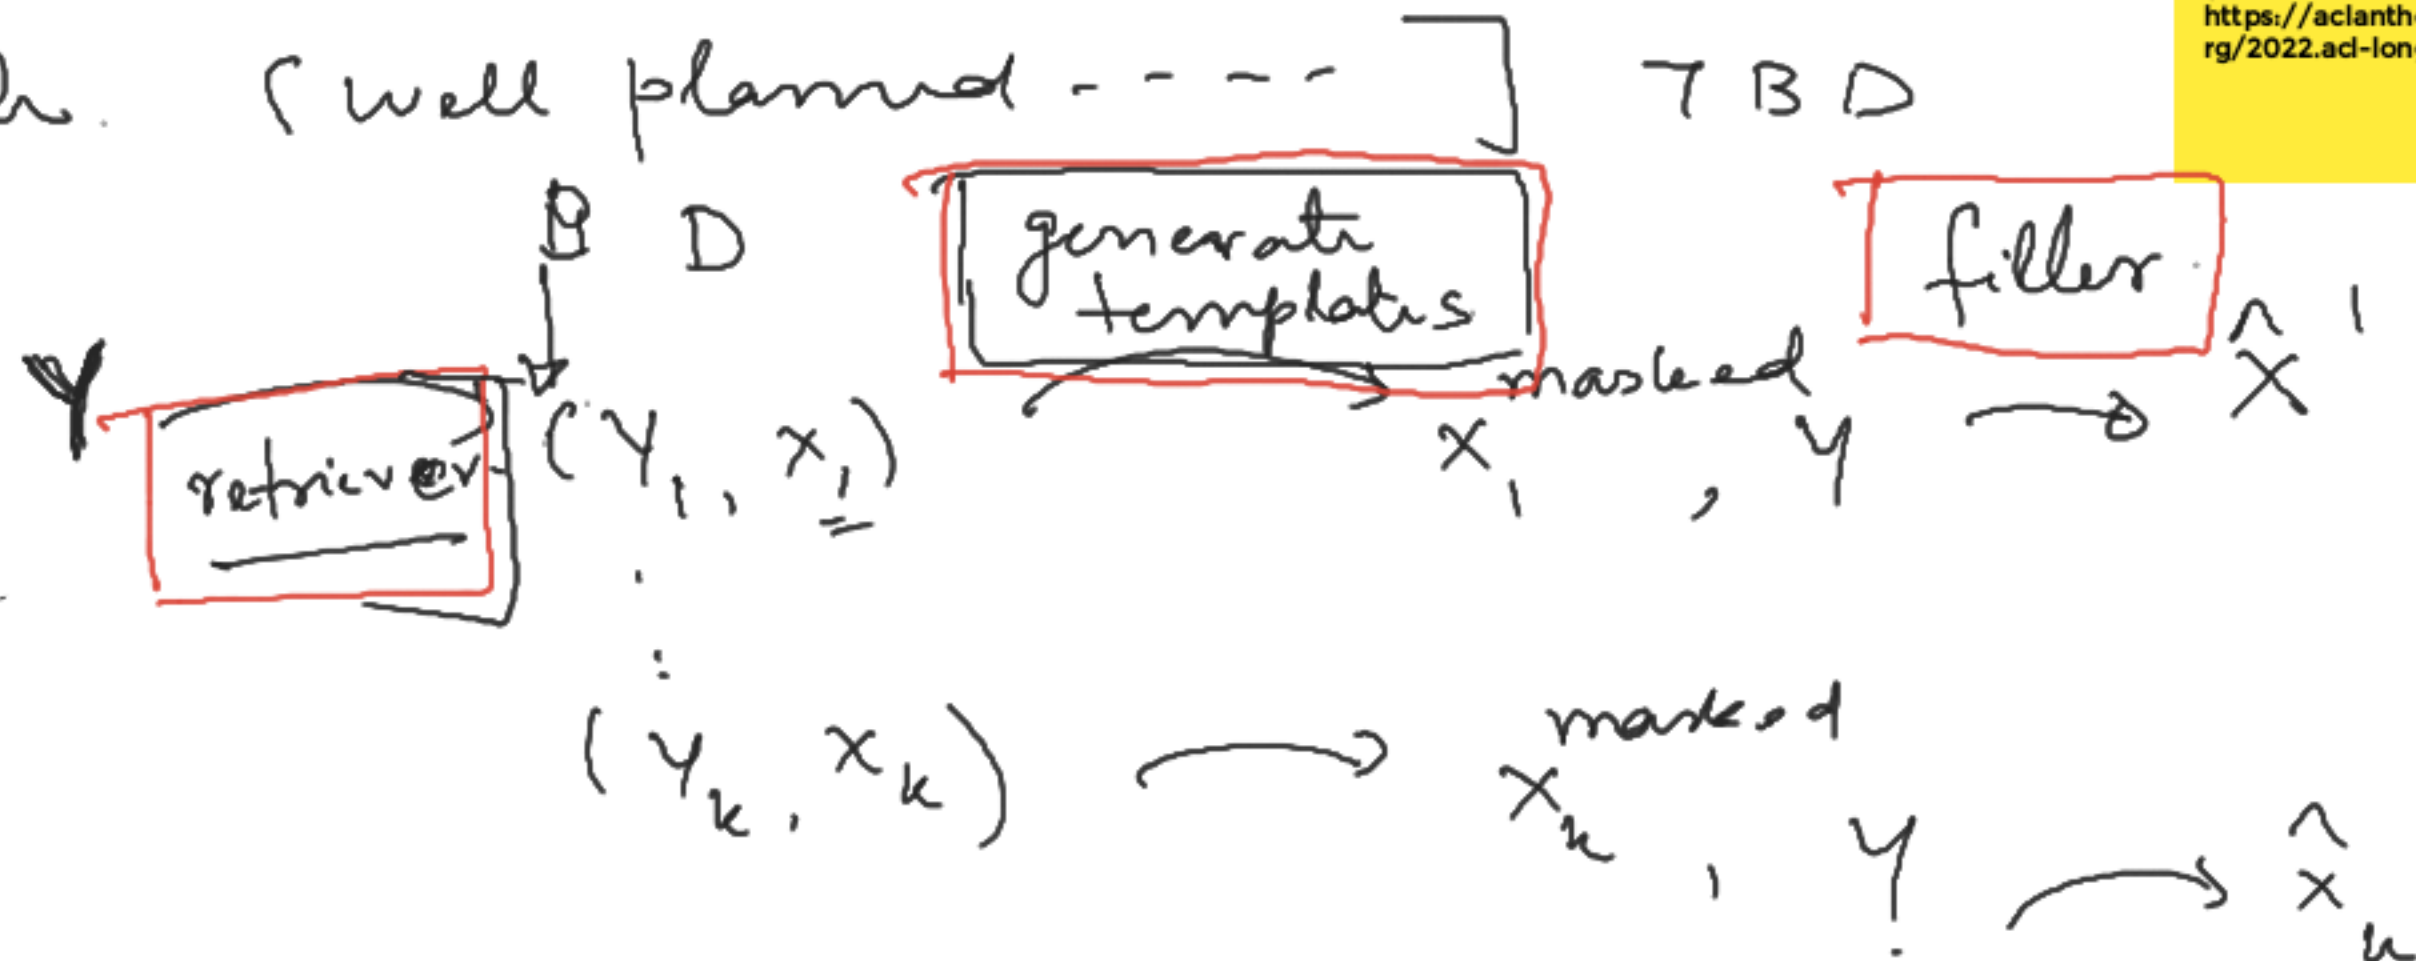 https://aclanth
rg/2022.acl-lon
[ well planned - - - - ] TBD
B D
generate templates
filler
Y retriever (Y₁, X₁) X₁ masked, Y → X̂₁
.
:
(Yₖ, Xₖ) → Xₖ masked, Y → X̂ₖ